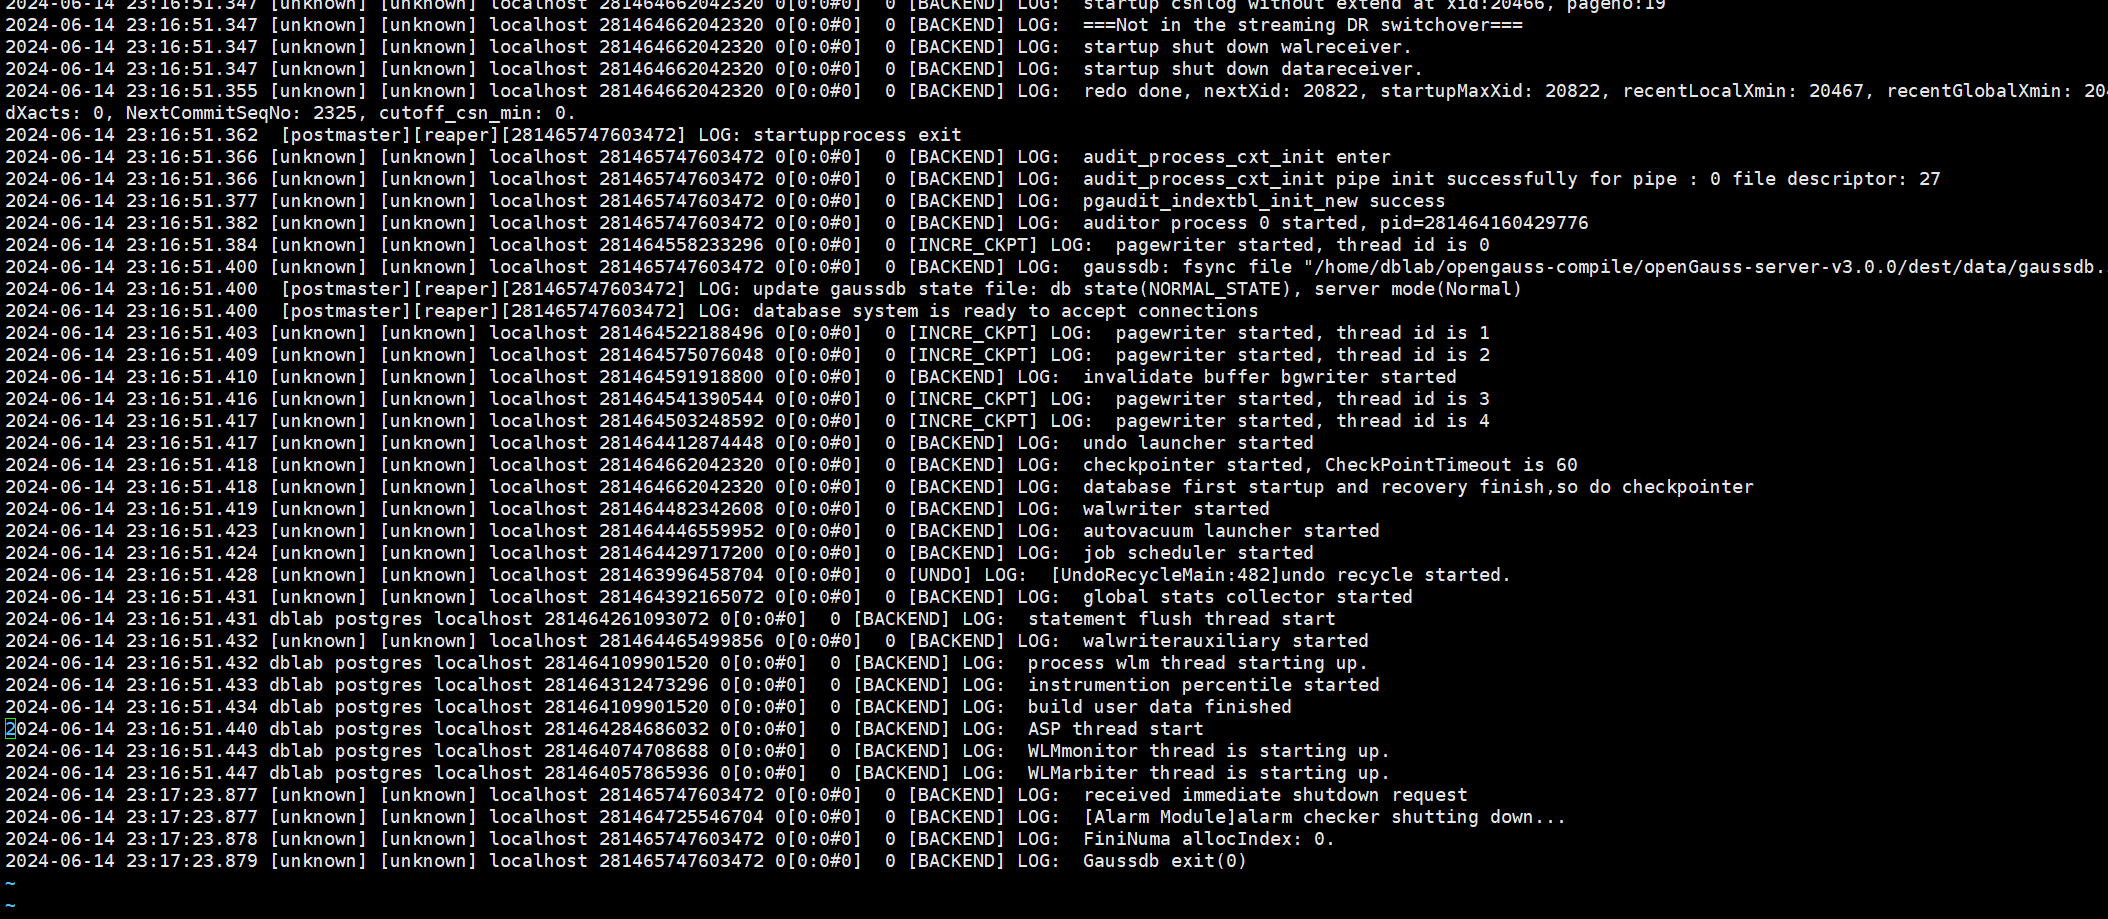 2024-06-14 23:16:51.347 [unknown] [unknown] localhost 281464662042320 0[0:0#0]  0 [BACKEND] LOG:  startup csnlog without extend at xid:20466, pageno:19
2024-06-14 23:16:51.347 [unknown] [unknown] localhost 281464662042320 0[0:0#0]  0 [BACKEND] LOG:  ===Not in the streaming DR switchover===
2024-06-14 23:16:51.347 [unknown] [unknown] localhost 281464662042320 0[0:0#0]  0 [BACKEND] LOG:  startup shut down walreceiver.
2024-06-14 23:16:51.347 [unknown] [unknown] localhost 281464662042320 0[0:0#0]  0 [BACKEND] LOG:  startup shut down datareceiver.
2024-06-14 23:16:51.355 [unknown] [unknown] localhost 281464662042320 0[0:0#0]  0 [BACKEND] LOG:  redo done, nextXid: 20822, startupMaxXid: 20822, recentLocalXmin: 20467, recentGlobalXmin: 204
dXacts: 0, NextCommitSeqNo: 2325, cutoff_csn_min: 0.
2024-06-14 23:16:51.362  [postmaster][reaper][281465747603472] LOG: startupprocess exit
2024-06-14 23:16:51.366 [unknown] [unknown] localhost 281465747603472 0[0:0#0]  0 [BACKEND] LOG:  audit_process_cxt_init enter
2024-06-14 23:16:51.366 [unknown] [unknown] localhost 281465747603472 0[0:0#0]  0 [BACKEND] LOG:  audit_process_cxt_init pipe init successfully for pipe : 0 file descriptor: 27
2024-06-14 23:16:51.377 [unknown] [unknown] localhost 281465747603472 0[0:0#0]  0 [BACKEND] LOG:  pgaudit_indextbl_init_new success
2024-06-14 23:16:51.382 [unknown] [unknown] localhost 281465747603472 0[0:0#0]  0 [BACKEND] LOG:  auditor process 0 started, pid=281464160429776
2024-06-14 23:16:51.384 [unknown] [unknown] localhost 281464558233296 0[0:0#0]  0 [INCRE_CKPT] LOG:  pagewriter started, thread id is 0
2024-06-14 23:16:51.400 [unknown] [unknown] localhost 281465747603472 0[0:0#0]  0 [BACKEND] LOG:  gaussdb: fsync file "/home/dblab/opengauss-compile/openGauss-server-v3.0.0/dest/data/gaussdb.
2024-06-14 23:16:51.400  [postmaster][reaper][281465747603472] LOG: update gaussdb state file: db state(NORMAL_STATE), server mode(Normal)
2024-06-14 23:16:51.400  [postmaster][reaper][281465747603472] LOG: database system is ready to accept connections
2024-06-14 23:16:51.403 [unknown] [unknown] localhost 281464522188496 0[0:0#0]  0 [INCRE_CKPT] LOG:  pagewriter started, thread id is 1
2024-06-14 23:16:51.409 [unknown] [unknown] localhost 281464575076048 0[0:0#0]  0 [INCRE_CKPT] LOG:  pagewriter started, thread id is 2
2024-06-14 23:16:51.410 [unknown] [unknown] localhost 281464591918800 0[0:0#0]  0 [BACKEND] LOG:  invalidate buffer bgwriter started
2024-06-14 23:16:51.416 [unknown] [unknown] localhost 281464541390544 0[0:0#0]  0 [INCRE_CKPT] LOG:  pagewriter started, thread id is 3
2024-06-14 23:16:51.417 [unknown] [unknown] localhost 281464503248592 0[0:0#0]  0 [INCRE_CKPT] LOG:  pagewriter started, thread id is 4
2024-06-14 23:16:51.417 [unknown] [unknown] localhost 281464412874448 0[0:0#0]  0 [BACKEND] LOG:  undo launcher started
2024-06-14 23:16:51.418 [unknown] [unknown] localhost 281464662042320 0[0:0#0]  0 [BACKEND] LOG:  checkpointer started, CheckPointTimeout is 60
2024-06-14 23:16:51.418 [unknown] [unknown] localhost 281464662042320 0[0:0#0]  0 [BACKEND] LOG:  database first startup and recovery finish,so do checkpointer
2024-06-14 23:16:51.419 [unknown] [unknown] localhost 281464482342608 0[0:0#0]  0 [BACKEND] LOG:  walwriter started
2024-06-14 23:16:51.423 [unknown] [unknown] localhost 281464446559952 0[0:0#0]  0 [BACKEND] LOG:  autovacuum launcher started
2024-06-14 23:16:51.424 [unknown] [unknown] localhost 281464429717200 0[0:0#0]  0 [BACKEND] LOG:  job scheduler started
2024-06-14 23:16:51.428 [unknown] [unknown] localhost 281463996458704 0[0:0#0]  0 [UNDO] LOG:  [UndoRecycleMain:482]undo recycle started.
2024-06-14 23:16:51.431 [unknown] [unknown] localhost 281464392165072 0[0:0#0]  0 [BACKEND] LOG:  global stats collector started
2024-06-14 23:16:51.431 dblab postgres localhost 281464261093072 0[0:0#0]  0 [BACKEND] LOG:  statement flush thread start
2024-06-14 23:16:51.432 [unknown] [unknown] localhost 281464465499856 0[0:0#0]  0 [BACKEND] LOG:  walwriterauxiliary started
2024-06-14 23:16:51.432 dblab postgres localhost 281464109901520 0[0:0#0]  0 [BACKEND] LOG:  process wlm thread starting up.
2024-06-14 23:16:51.433 dblab postgres localhost 281464312473296 0[0:0#0]  0 [BACKEND] LOG:  instrumention percentile started
2024-06-14 23:16:51.434 dblab postgres localhost 281464109901520 0[0:0#0]  0 [BACKEND] LOG:  build user data finished
2024-06-14 23:16:51.440 dblab postgres localhost 281464284686032 0[0:0#0]  0 [BACKEND] LOG:  ASP thread start
2024-06-14 23:16:51.443 dblab postgres localhost 281464074708688 0[0:0#0]  0 [BACKEND] LOG:  WLMmonitor thread is starting up.
2024-06-14 23:16:51.447 dblab postgres localhost 281464057865936 0[0:0#0]  0 [BACKEND] LOG:  WLMarbiter thread is starting up.
2024-06-14 23:17:23.877 [unknown] [unknown] localhost 281465747603472 0[0:0#0]  0 [BACKEND] LOG:  received immediate shutdown request
2024-06-14 23:17:23.877 [unknown] [unknown] localhost 281464725546704 0[0:0#0]  0 [BACKEND] LOG:  [Alarm Module]alarm checker shutting down...
2024-06-14 23:17:23.878 [unknown] [unknown] localhost 281465747603472 0[0:0#0]  0 [BACKEND] LOG:  FiniNuma allocIndex: 0.
2024-06-14 23:17:23.879 [unknown] [unknown] localhost 281465747603472 0[0:0#0]  0 [BACKEND] LOG:  Gaussdb exit(0)
~
~